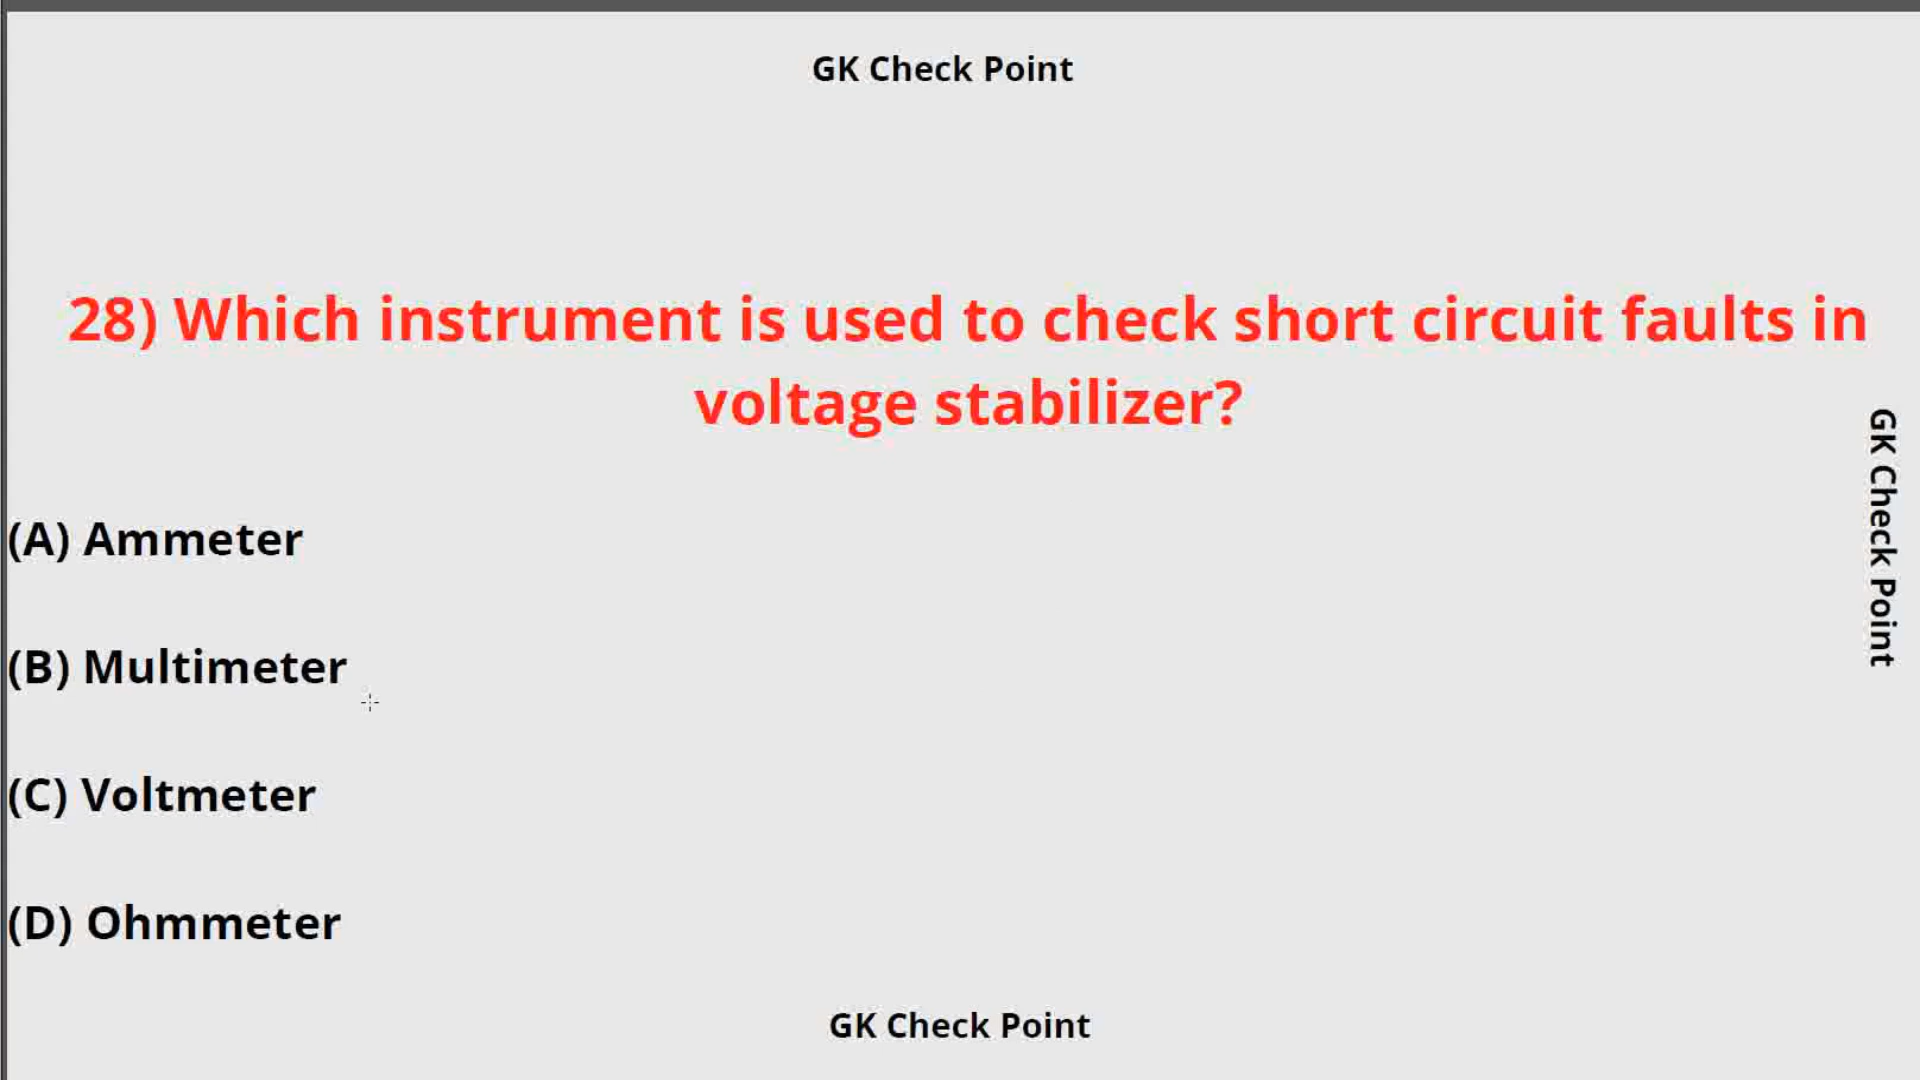 GK Check Point
28) Which instrument is used to check short circuit faults in
voltage stabilizer?
GK Check Point
(A) Ammeter
(B) Multimeter
(C) Voltmeter
(D) Ohmmeter
GK Check Point